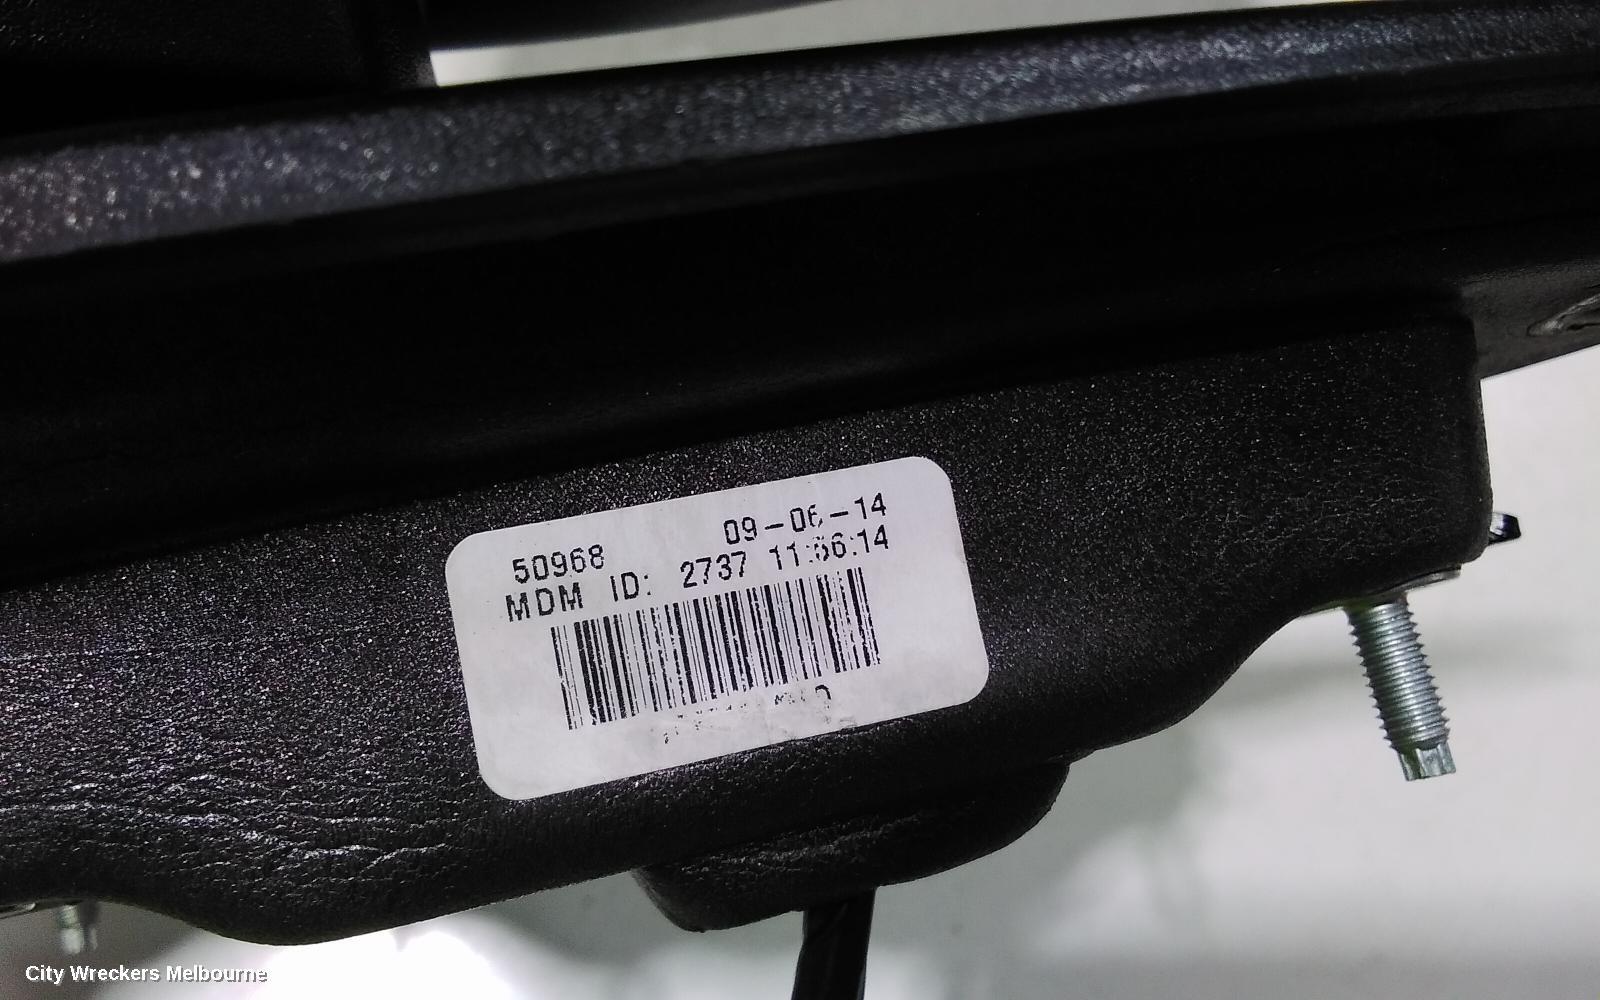 50968 09-06-14
MDM ID: 2737 11:56:14
City Wreckers Melbourne